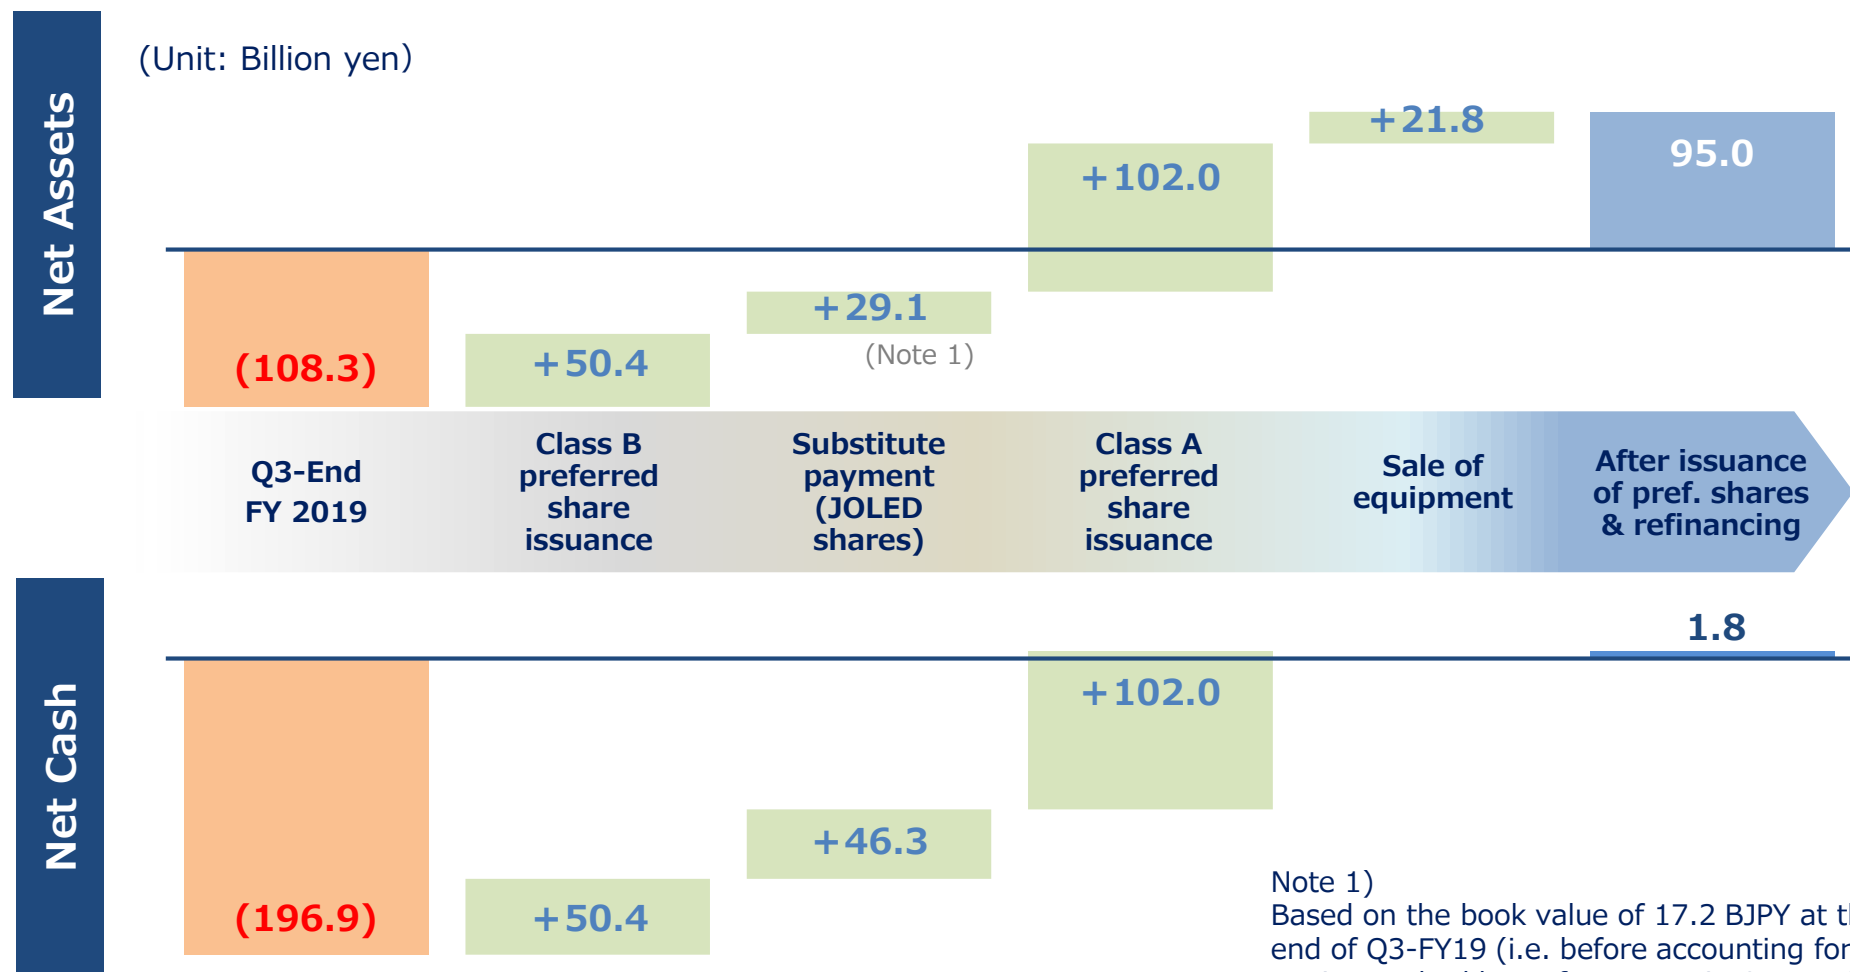 (Unit: Billion yen)
Net Assets
(108.3)
+50.4
+29.1
(Note 1)
+102.0
+21.8
95.0
Q3-End
FY 2019
Class B
preferred
share
issuance
Substitute
payment
(JOLED
shares)
Class A
preferred
share
issuance
Sale of
equipment
After issuance
of pref. shares
& refinancing
Net Cash
(196.9)
+50.4
+46.3
+102.0
1.8
Note 1)
Based on the book value of 17.2 BJPY at
end of Q3-FY19 (i.e. before accounting for